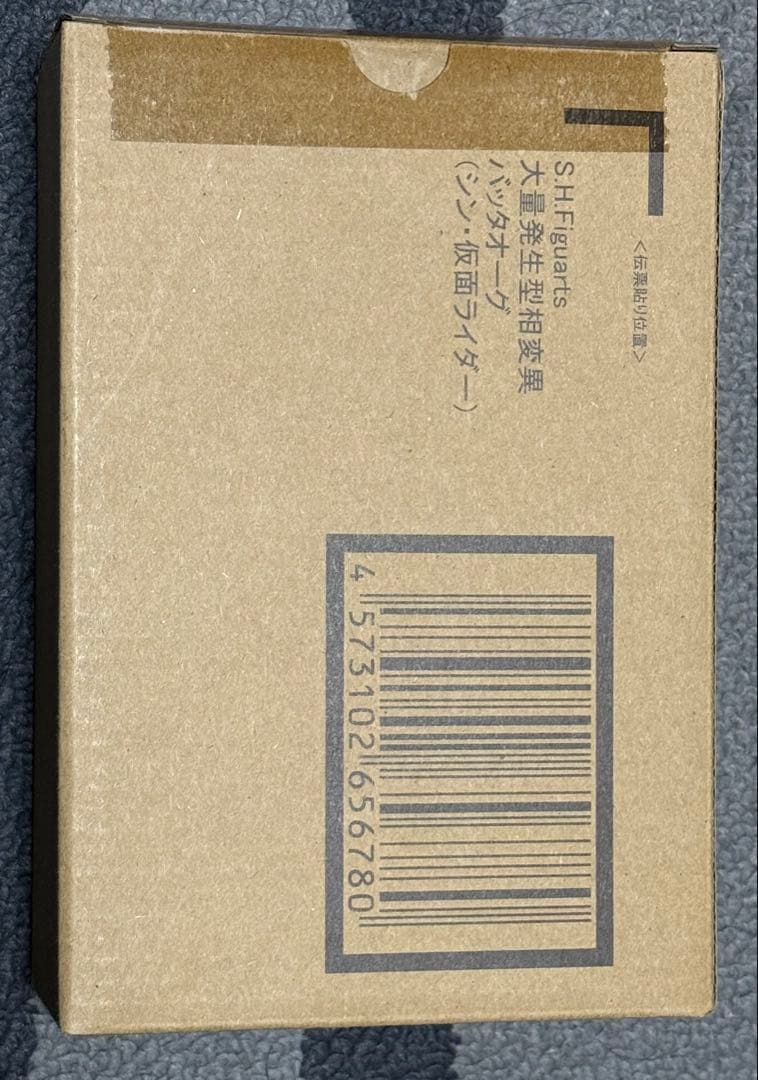 <伝票貼り位置>
S.H.Figuarts
大量発生型相変異
バッタオーグ
(シン・仮面ライダー)
4 573102 656780